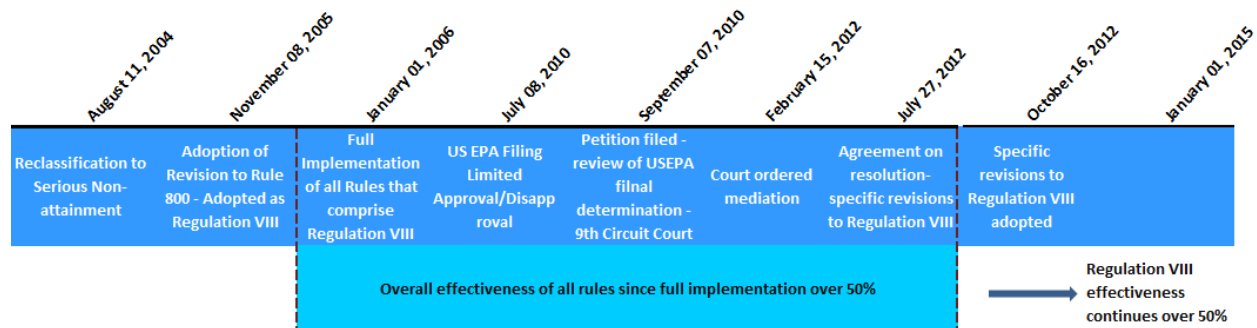 August 11, 2004
November 08, 2005
January 01, 2006
July 08, 2010
September 07, 2010
February 15, 2012
July 27, 2012
October 16, 2012
January 01, 2015
Reclassification to
Serious Non-
attainment
Adoption of
Revision to Rule
800 - Adopted as
Regulation VIII
Full
Implementation
of all Rules that
comprise
Regulation VIII
US EPA Filing
Limited
Approval/Disapp
roval
Petition filed -
review of USEPA
filnal
determination -
9th Circuit Court
Court ordered
mediation
Agreement on
resolution-
specific revisions
to Regulation VIII
Specific
revisions to
Regulation VIII
adopted
Overall effectiveness of all rules since full implementation over 50%
Regulation VIII
effectiveness
continues over 50%